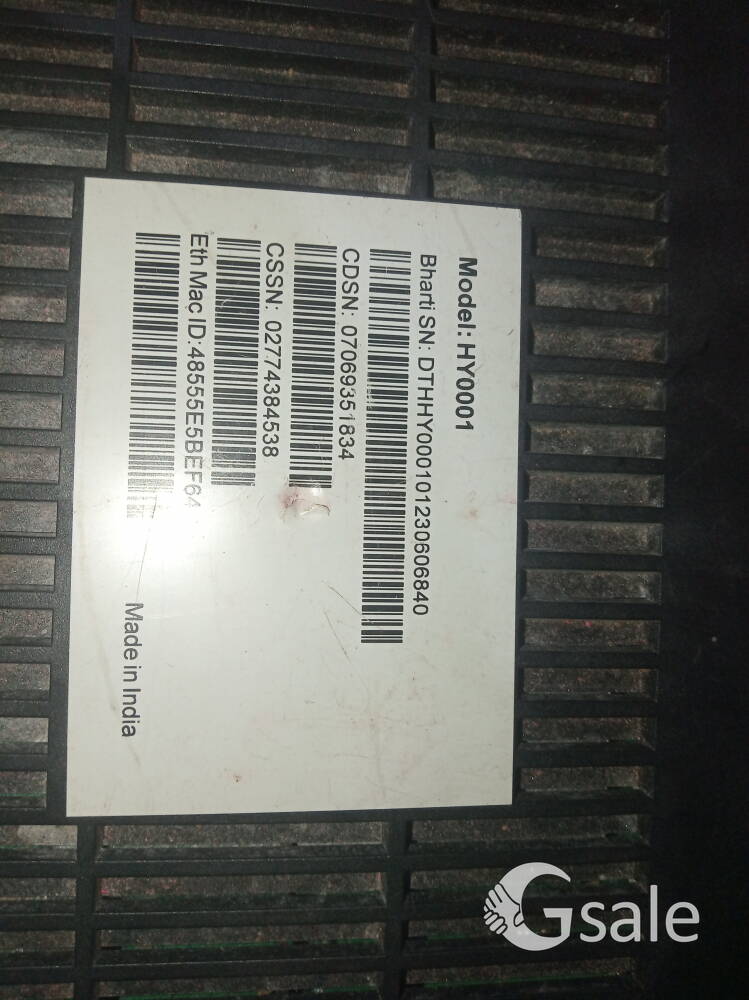 Model: HY0001
Bharti SN: DTHHY000101230606840
CDSN: 07069351834
CSSN: 02774384538
Eth Mac ID:48555E5BEF64
Made in India
Gsale